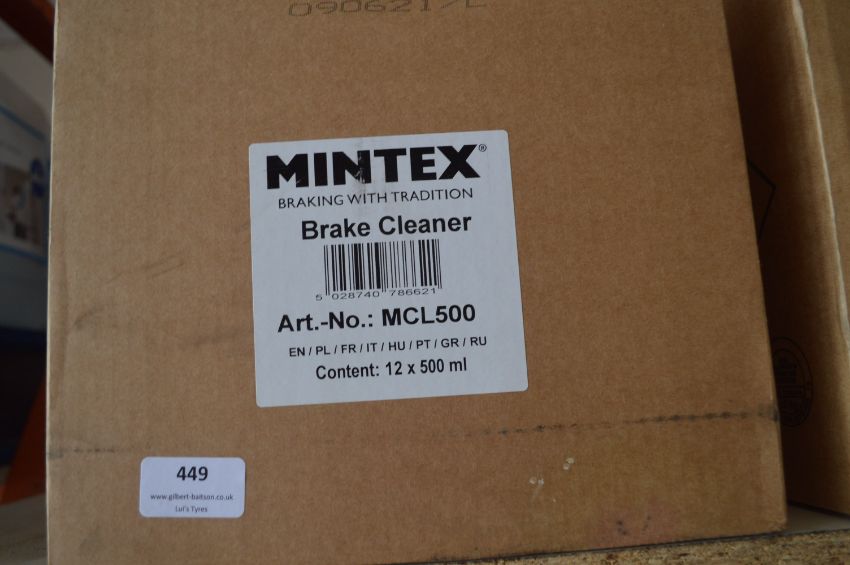 090621/L
MINTEX®
BRAKING WITH TRADITION
Brake Cleaner
5 028740 786621
Art.-No.: MCL500
EN / PL / FR / IT / HU / PT / GR / RU
Content: 12 x 500 ml
449
www.gilbert-baitson.co.uk
Lul's Tyres